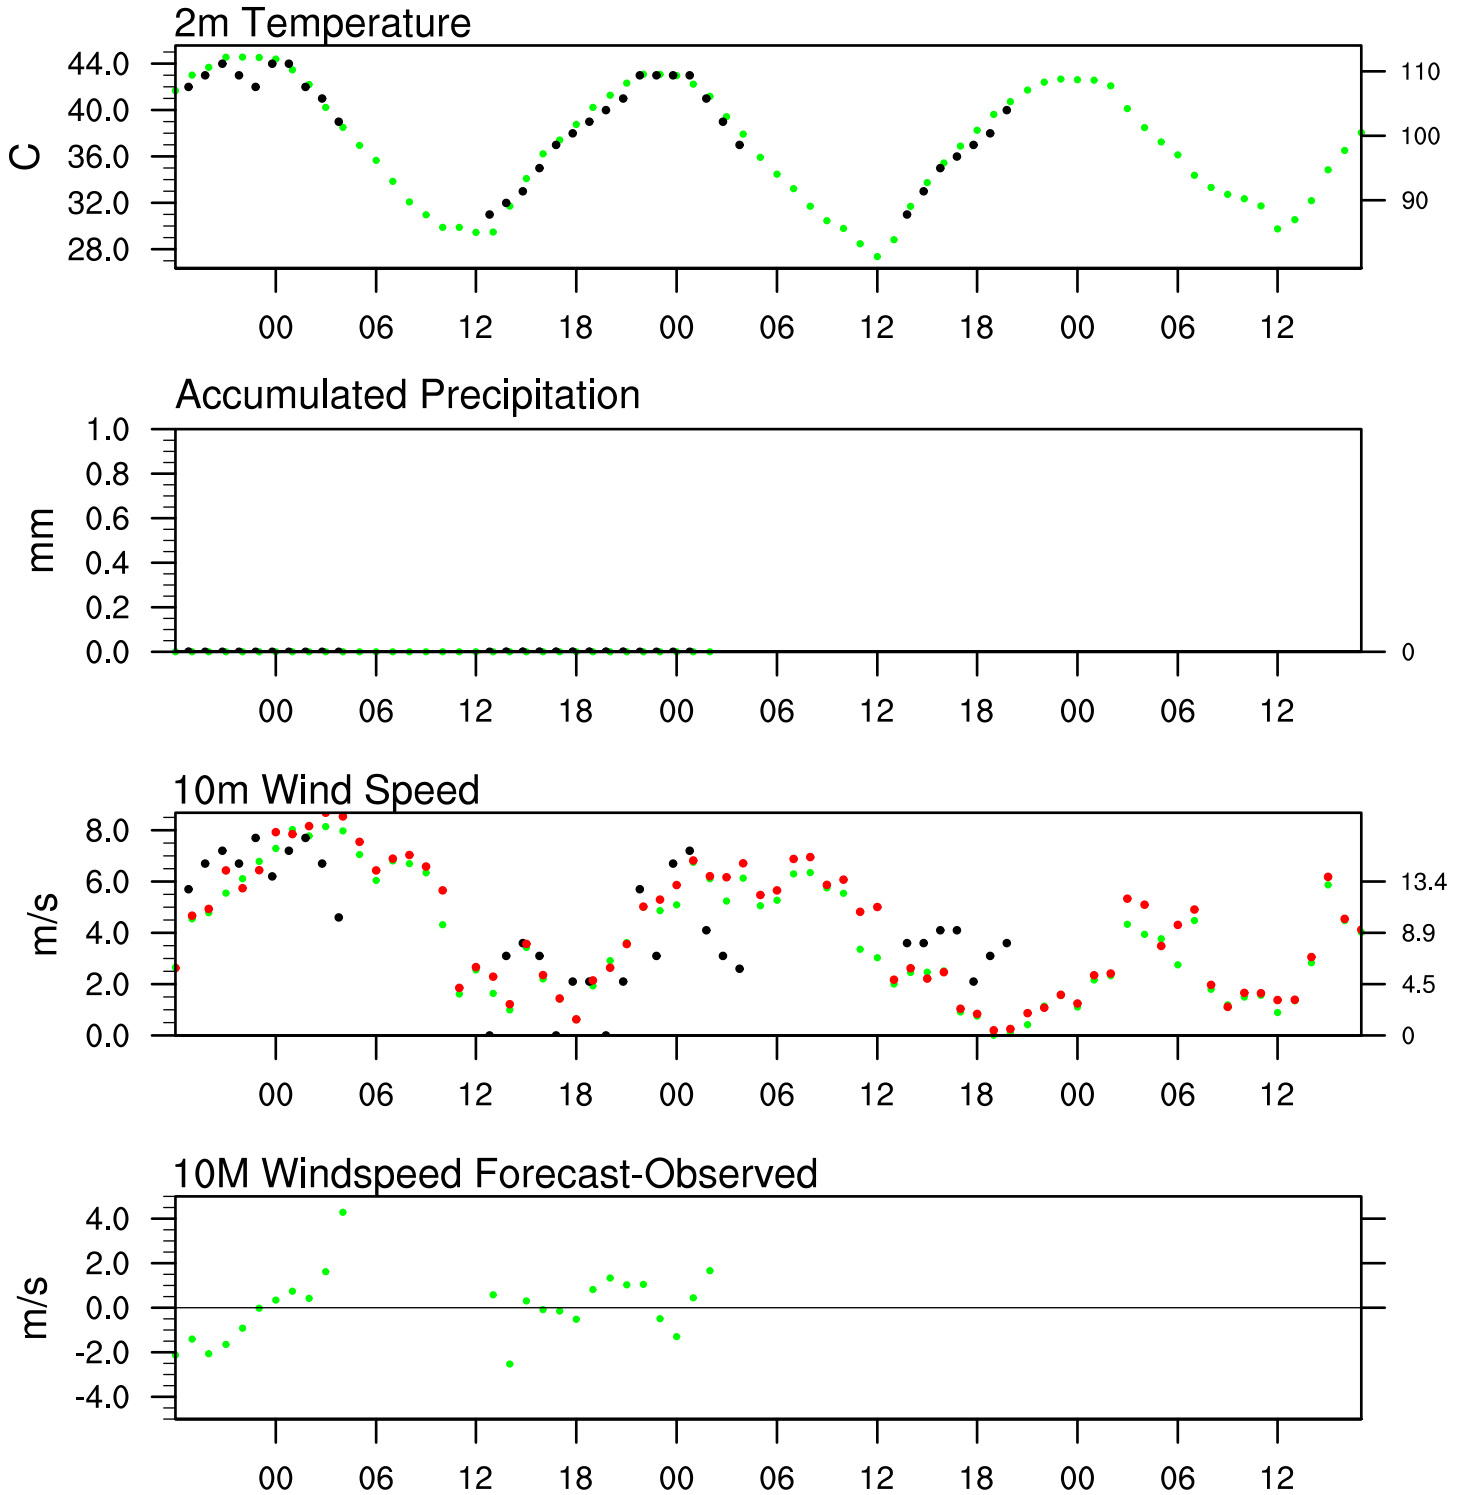 2m Temperature
44.0
40.0
36.0
32.0
28.0
C
110
100
90
00 06 12 18 00 06 12 18 00 06 12
Accumulated Precipitation
1.0
0.8
0.6
0.4
0.2
0.0
mm
0
00 06 12 18 00 06 12 18 00 06 12
10m Wind Speed
8.0
6.0
4.0
2.0
0.0
m/s
13.4
8.9
4.5
0
00 06 12 18 00 06 12 18 00 06 12
10M Windspeed Forecast-Observed
4.0
2.0
0.0
-2.0
-4.0
m/s
00 06 12 18 00 06 12 18 00 06 12